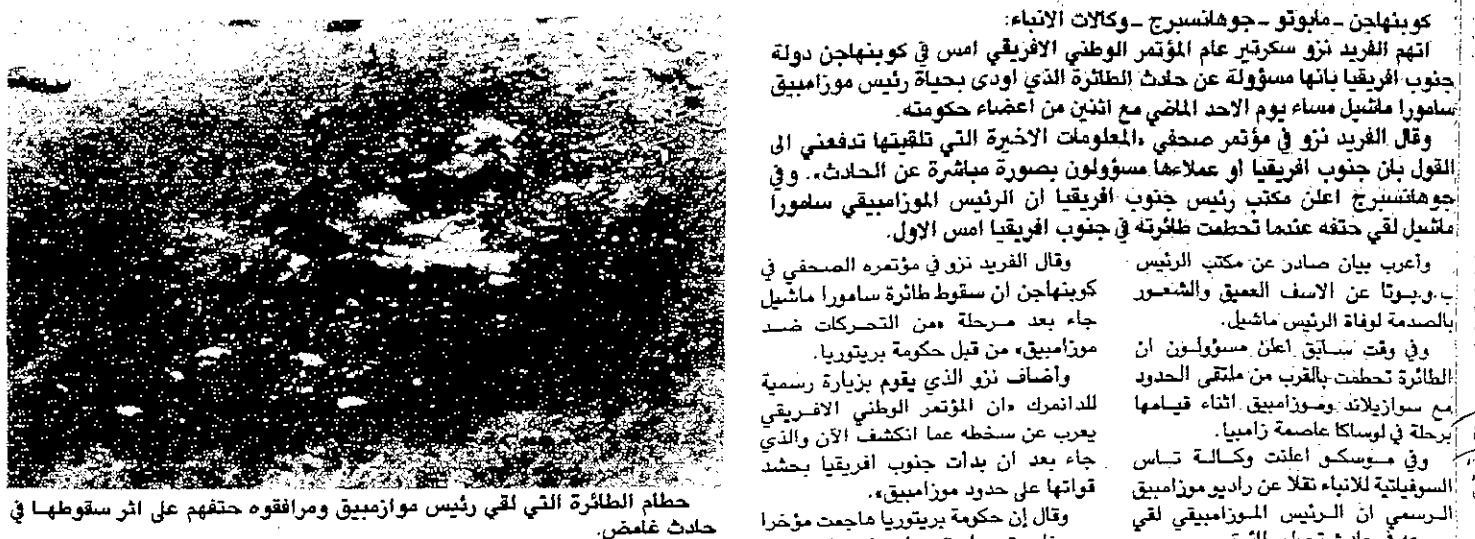 كوبنهاجن ـ مابوتو ـ جوهانسبرج ـ وكالات الانباء:
اتهم الفريد نزو سكرتير عام المؤتمر الوطني الافريقي امس في كوبنهاجن دولة
جنوب افريقيا بانها مسؤولة عن حادث الطائرة الذي اودى بحياة رئيس موزامبيق
سامورا ماشيل مساء يوم الاحد الماضي مع اثنين من اعضاء حكومته.
وقال الفريد نزو في مؤتمر صحفي «المعلومات الاخيرة التي تلقيتها تدفعني الى
القول بان جنوب افريقيا او عملاءها مسؤولون بصورة مباشرة عن الحادث». وفي
جوهانسبرج اعلن مكتب رئيس جنوب افريقيا ان الرئيس الموزامبيقي سامورا
ماشيل لقي حتفه عندما تحطمت طائرته في جنوب افريقيا امس الاول.
وأعرب بيان صادر عن مكتب الرئيس
ب.و.بوتا عن الاسف العميق والشعور
بالصدمة لوفاة الرئيس ماشيل.
وفي وقت سابق اعلن مسؤولون ان
الطائرة تحطمت بالقرب من ملتقى الحدود
مع سوازيلاند وموزامبيق اثناء قيامها
برحلة في لوساكا عاصمة زامبيا.
وفي موسكو اعلنت وكالة تاس
السوفيتية للانباء نقلا عن راديو موزامبيق
الرسمي ان الرئيس الموزامبيقي لقي
وقال الفريد نزو في مؤتمره الصحفي في
كوبنهاجن ان سقوط طائرة سامورا ماشيل
جاء بعد مرحلة «من التحركات ضد
موزامبيق» من قبل حكومة بريتوريا.
وأضاف نزو الذي يقوم بزيارة رسمية
للدانمرك «ان المؤتمر الوطني الافريقي
يعرب عن سخطه عما انكشف الآن والذي
جاء بعد ان بدات جنوب افريقيا بحشد
قواتها على حدود موزامبيق».
وقال إن حكومة بريتوريا هاجمت مؤخرا
حطام الطائرة التي لقي رئيس موازمبيق ومرافقوه حتفهم على اثر سقوطها في
حادث غامض.